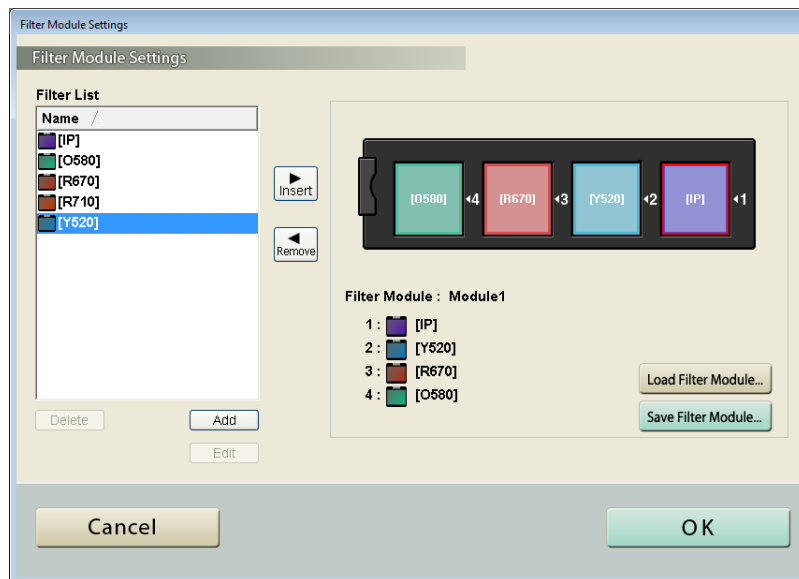 Filter Module Settings
Filter Module Settings
Filter List
Name
[IP]
[O580]
[R670]
[R710]
[Y520]
Insert
Remove
[O580] 4 [R670] 3 [Y520] 2 [IP] 1
Filter Module : Module1
1 : [IP]
2 : [Y520]
3 : [R670]
4 : [O580]
Load Filter Module...
Save Filter Module...
Delete
Add
Edit
Cancel
OK